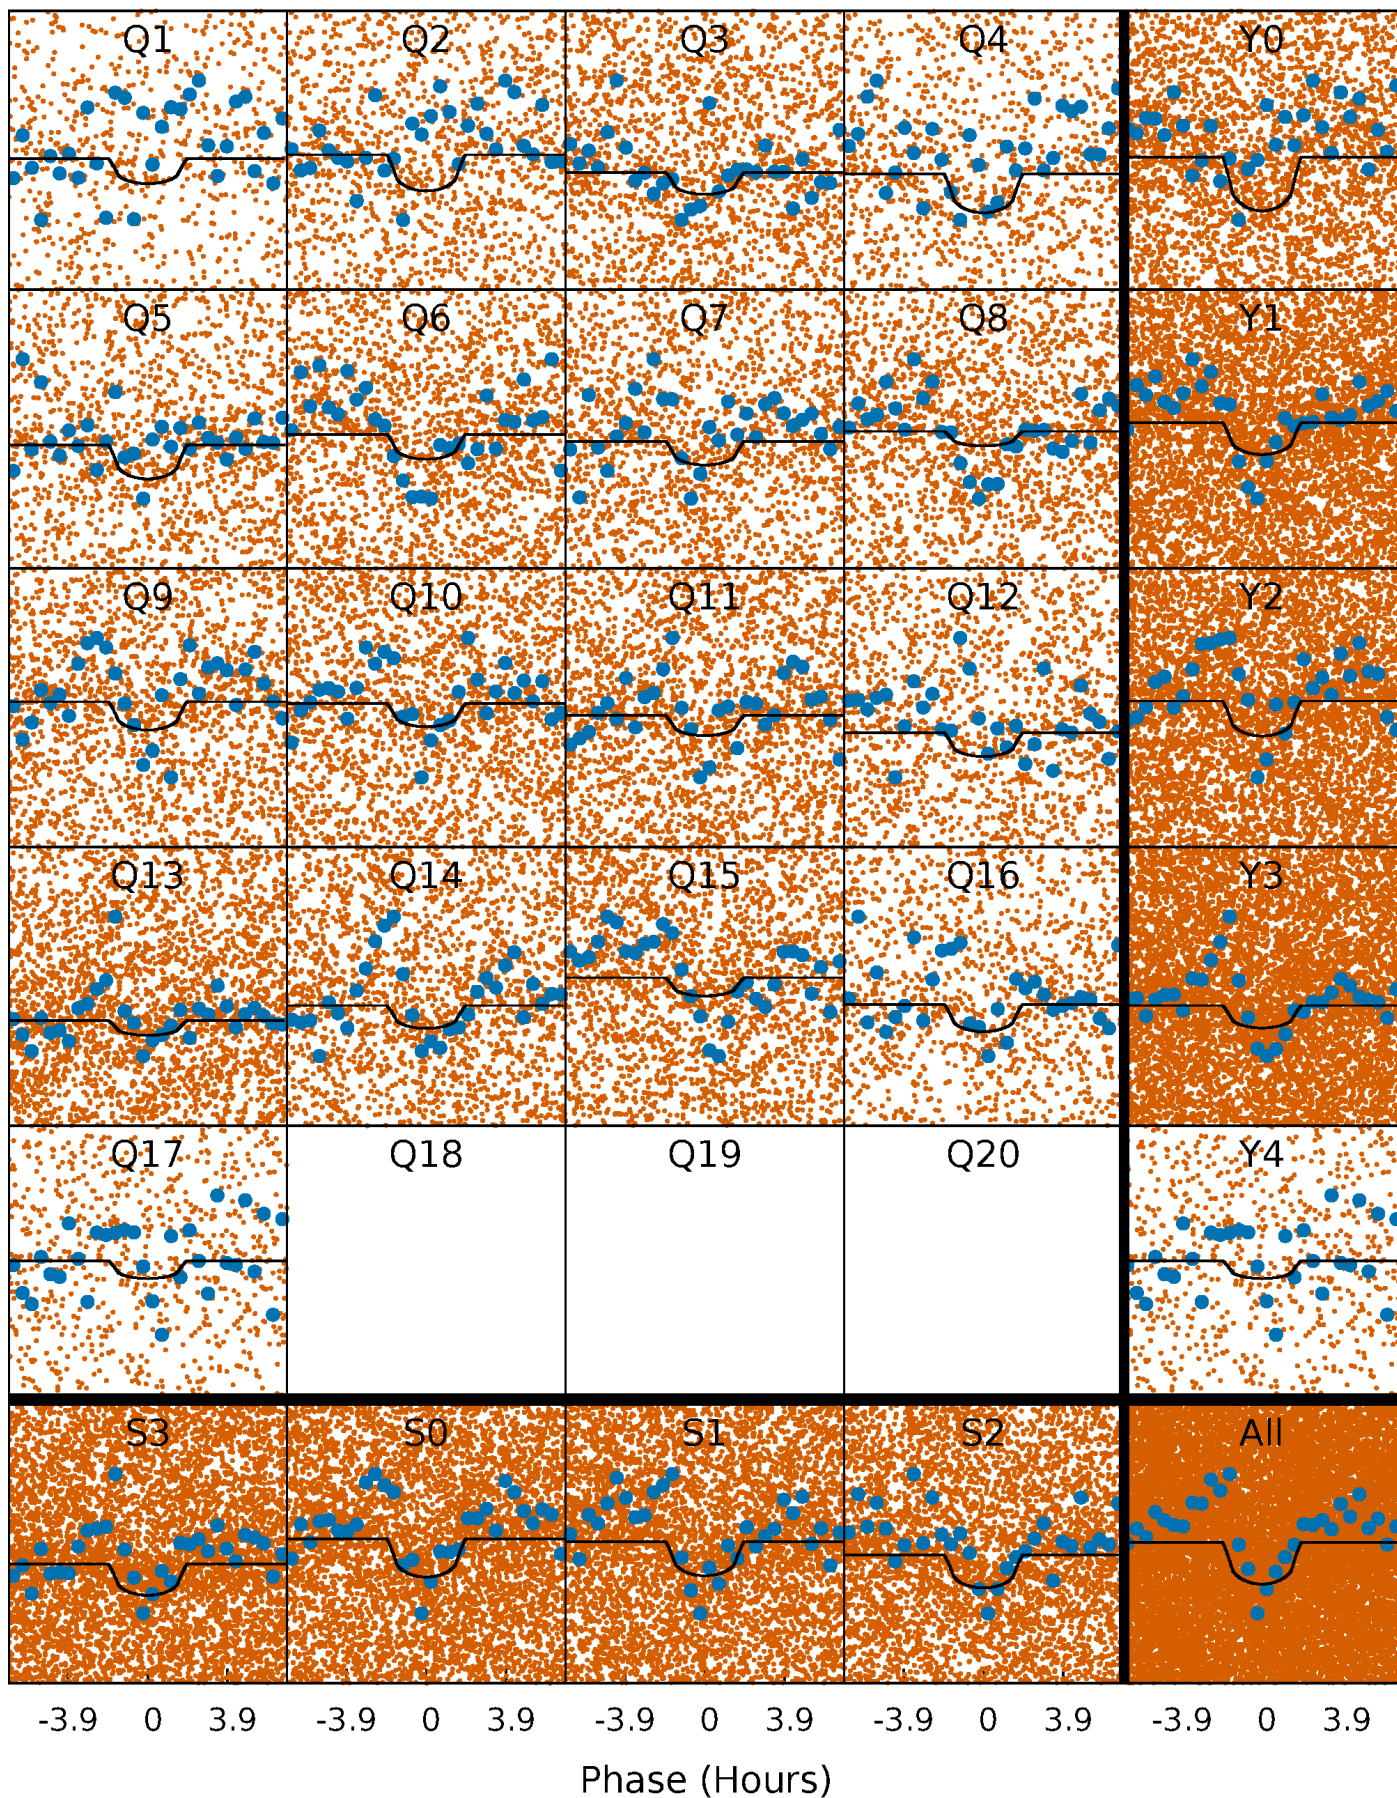 Q1 Q2 Q3 Q4 Y0
Q5 Q6 Q7 Q8 Y1
Q9 Q10 Q11 Q12 Y2
Q13 Q14 Q15 Q16 Y3
Q17 Q18 Q19 Q20 Y4
S3 S0 S1 S2 All
-3.9 0 3.9 -3.9 0 3.9 -3.9 0 3.9 -3.9 0 3.9 -3.9 0 3.9
Phase (Hours)